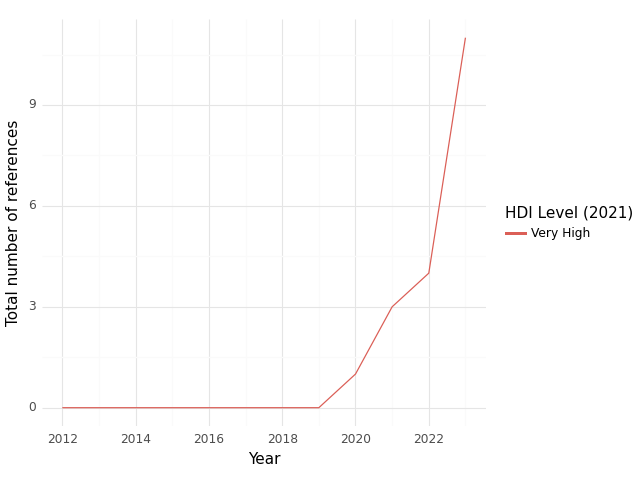 Total number of references
9
6
3
0
2012 2014 2016 2018 2020 2022
Year
HDI Level (2021)
Very High